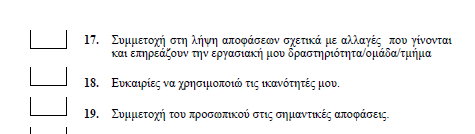 17. Συμμετοχή στη λήψη αποφάσεων σχετικά με αλλαγές που γίνονται
και επηρεάζουν την εργασιακή μου δραστηριότητα/ομάδα/τμήμα
18. Ευκαιρίες να χρησιμοποιώ τις ικανότητές μου.
19. Συμμετοχή του προσωπικού στις σημαντικές αποφάσεις.